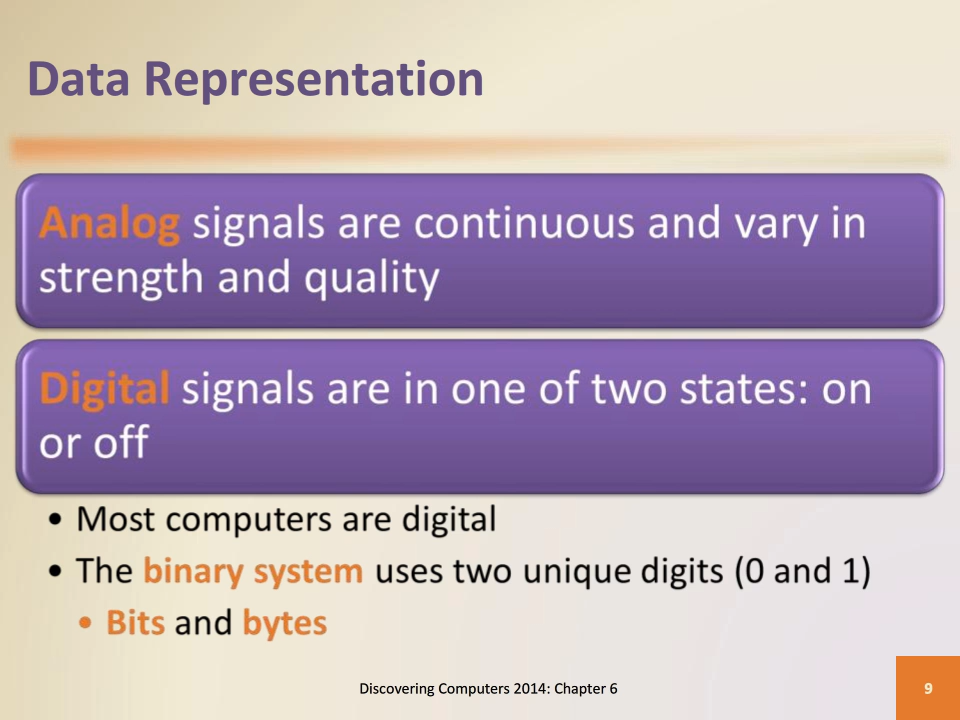 Data Representation
Analog signals are continuous and vary in
strength and quality
Digital signals are in one of two states: on
or off
• Most computers are digital
• The binary system uses two unique digits (0 and 1)
• Bits and bytes
Discovering Computers 2014: Chapter 6
9